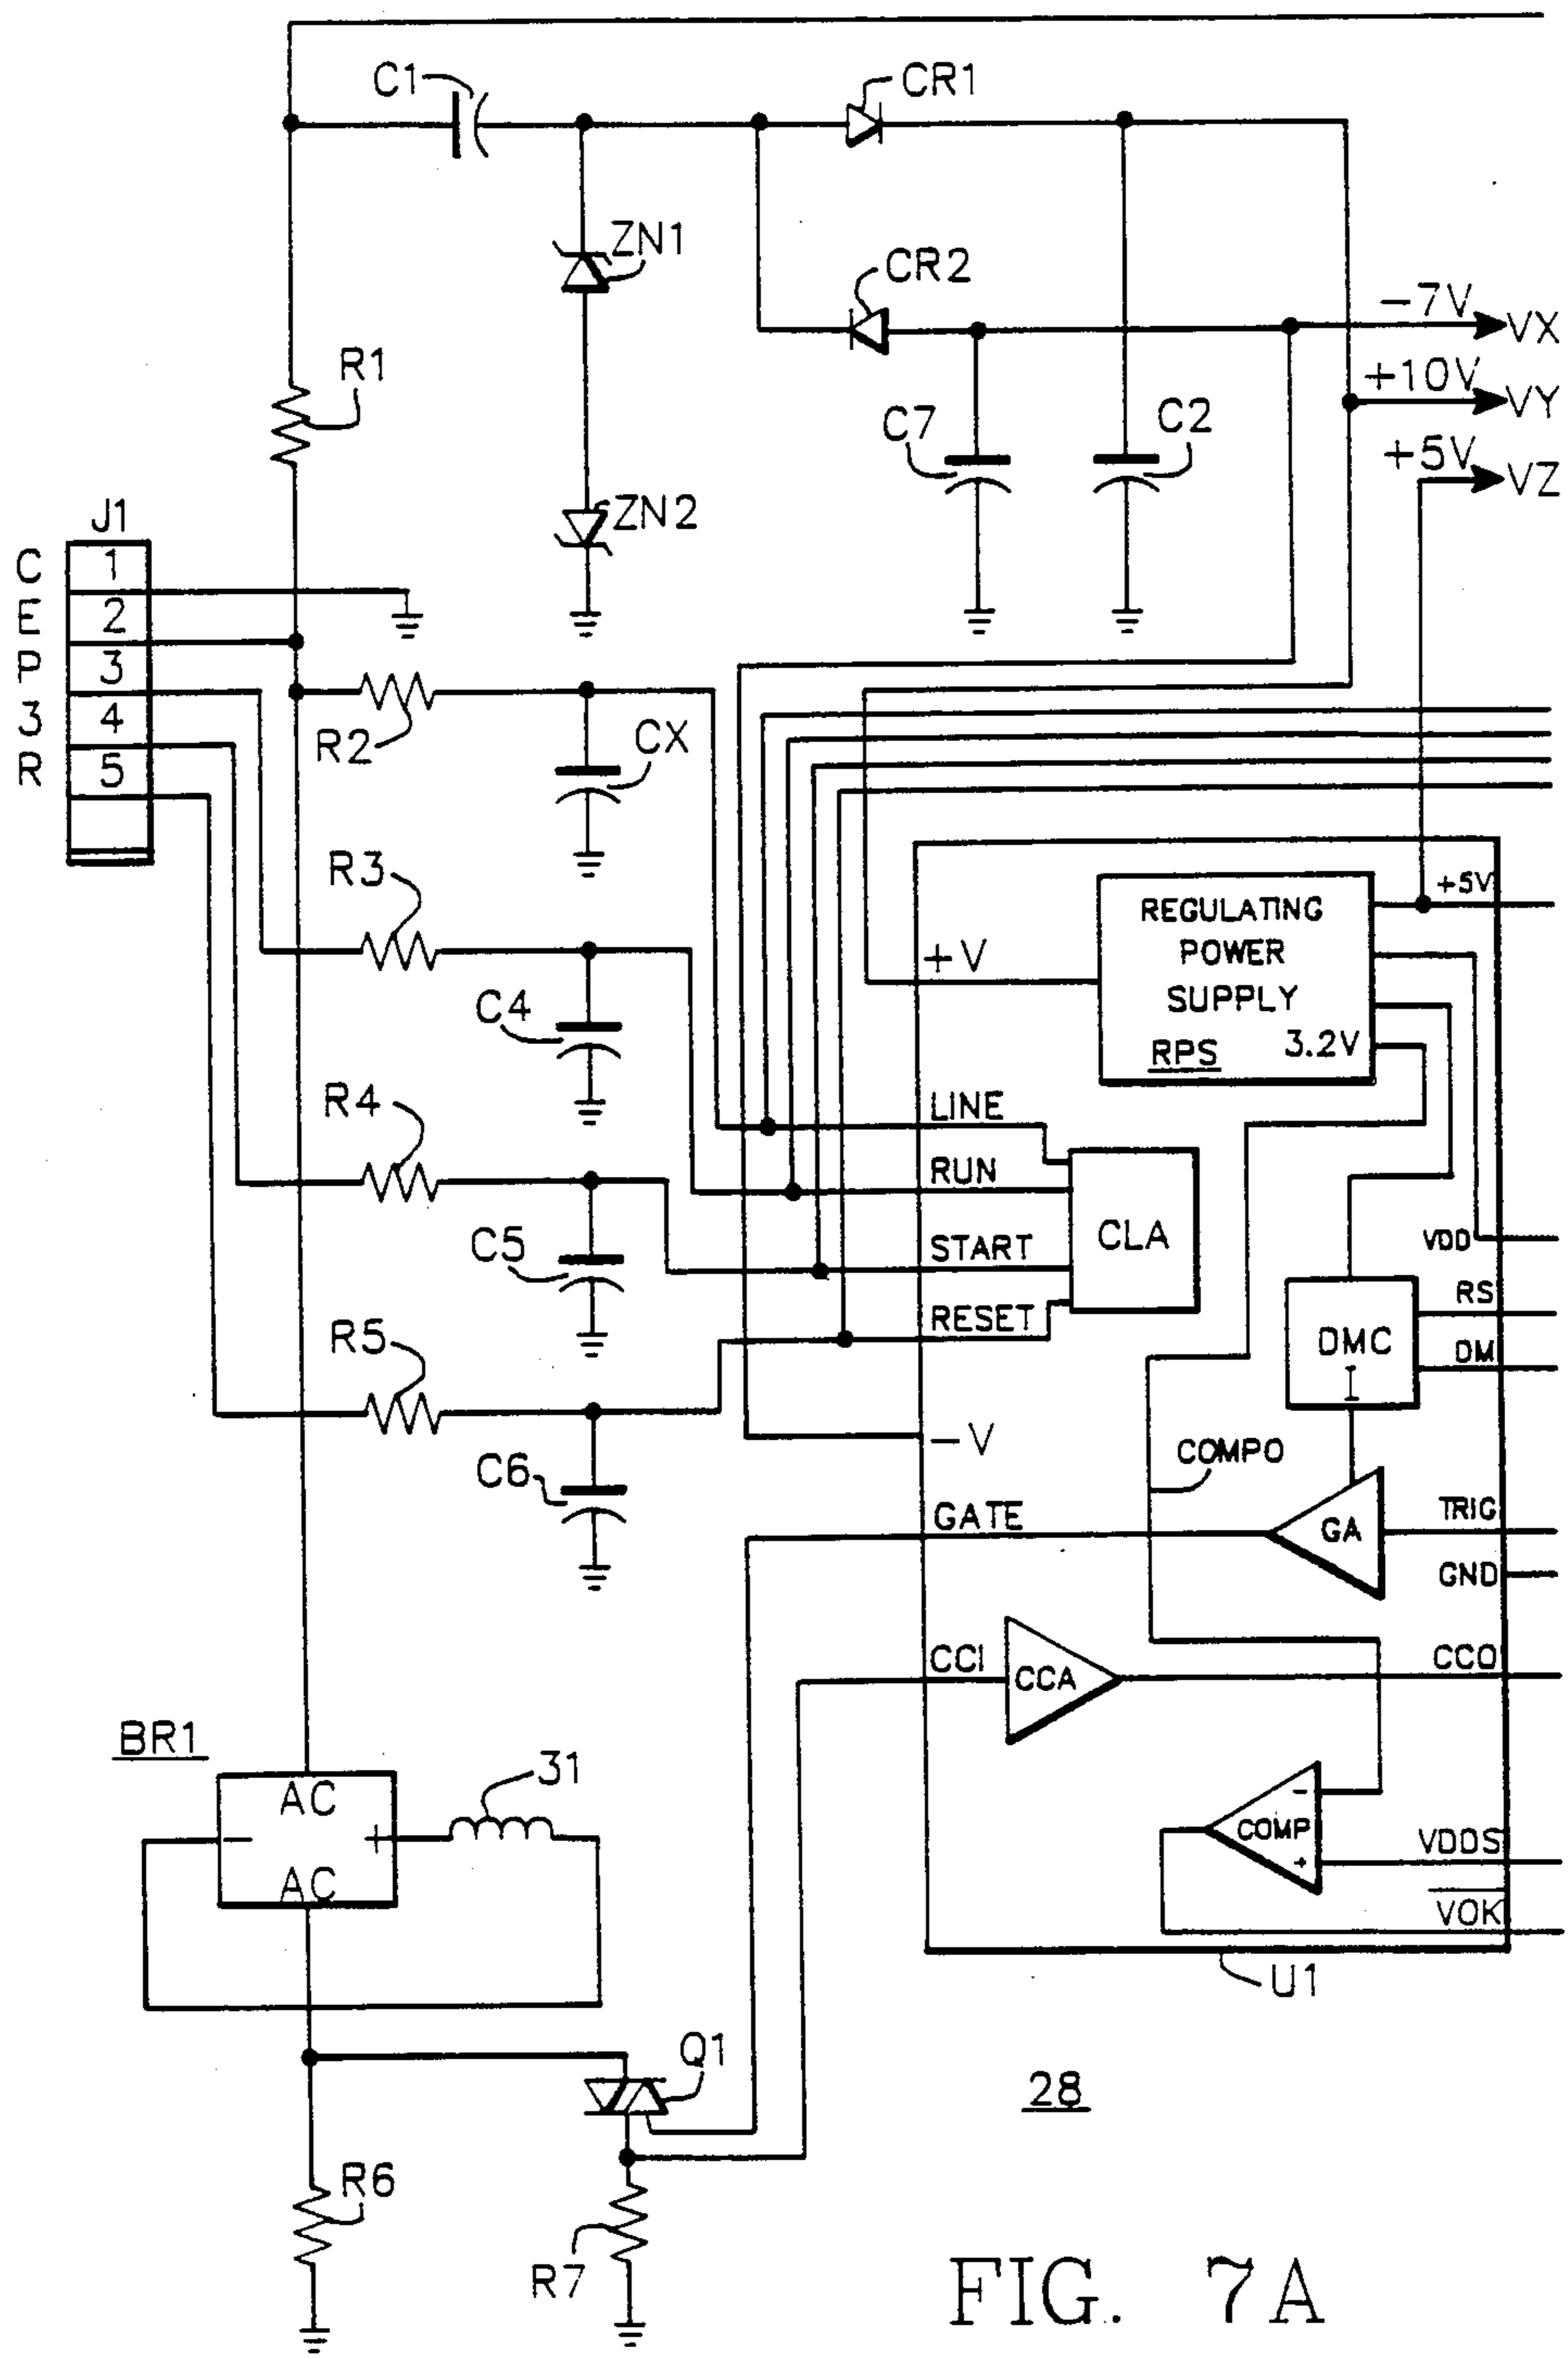 C1
CR1
ZN1
CR2
-7V
VX
R1
+10V
VY
C7
C2
+5V
VZ
ZN2
J1
C
1
E
2
P
3
3
4
R
5
R2
CX
R3
+5V
REGULATING
POWER
SUPPLY
RPS
3.2V
+V
C4
R4
LINE
RUN
CLA
START
VDD
C5
RESET
RS
DMC
I
DM
R5
-V
COMPO
C6
GATE
GA
TRIG
GND
CCI
CCA
CCO
BR1
31
AC
-
+
AC
-
COMP
+
VDDS
VOK
U1
Q1
28
R6
R7
FIG. 7A